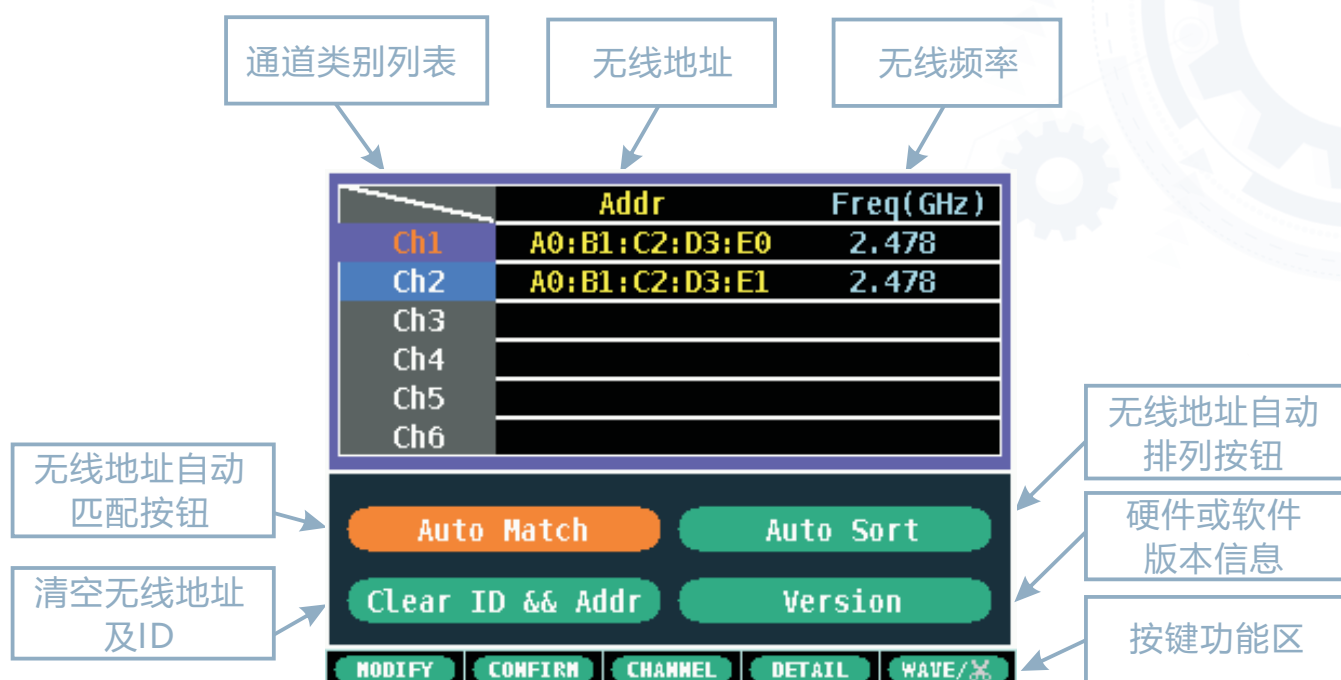 通道类别列表
无线地址
无线频率
Addr Freq(GHz)
Ch1 A0:B1:C2:D3:E0 2.478
Ch2 A0:B1:C2:D3:E1 2.478
Ch3
Ch4
Ch5
Ch6
无线地址自动
匹配按钮
清空无线地址
及ID
无线地址自动
排列按钮
硬件或软件
版本信息
按键功能区
Auto Match
Auto Sort
Clear ID && Addr
Version
MODIFY
CONFIRM
CHANNEL
DETAIL
WAVE/